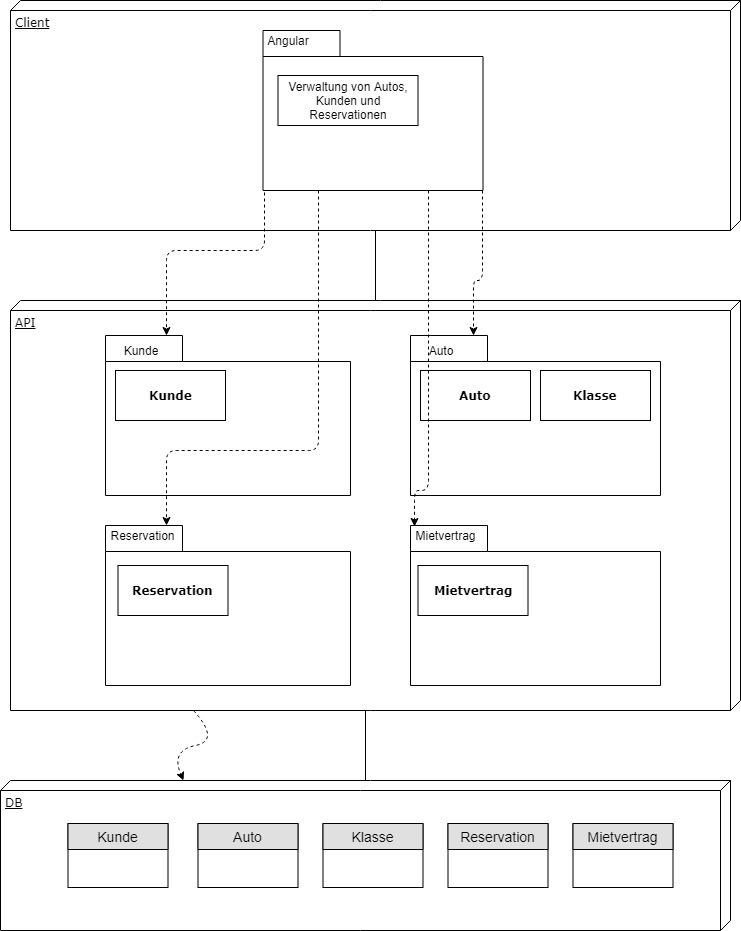 Client
Angular
Verwaltung von Autos,
Kunden und
Reservationen
API
Kunde
Auto
Kunde
Auto
Klasse
Reservation
Mietvertrag
Reservation
Mietvertrag
DB
Kunde
Auto
Klasse
Reservation
Mietvertrag